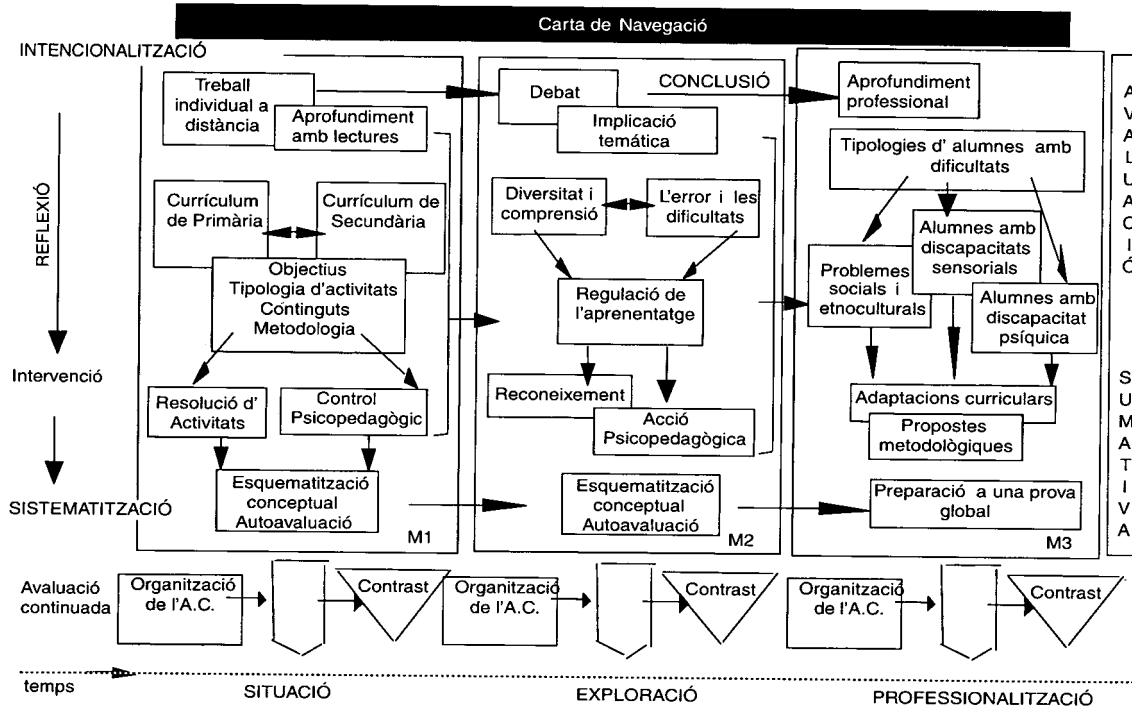 Carta de Navegació
INTENCIONALITZACIÓ
Treball
individual a
distància
Aprofundiment
amb lectures
Currículum
de Primària
Currículum de
Secundària
Objectius
Tipologia d'activitats
Continguts
Metodologia
Resolució d'
Activitats
Control
Psicopedagògic
Esquematització
conceptual
Autoavaluació
M1
Debat
CONCLUSIÓ
Implicació
temática
Diversitat i
comprensió
L'error i les
dificultats
Regulació de
l'aprenentatge
Reconeixement
Acció
Psicopedagògica
Esquematització
conceptual
Autoavaluació
M2
Aprofundiment
professional
Tipologies d' alumnes amb
dificultats
Problemes
socials i
etnoculturals
Alumnes amb
discapacitats
sensorials
Alumnes amb
discapacitat
psíquica
Adaptacions curriculars
Propostes
metodològiques
Preparació a una prova
global
M3
AVALUACIÓ
SUMATIVA
REFLEXIÓ
Intervenció
SISTEMATITZACIÓ
Avaluació
continuada
Organització
de l'A.C.
Contrast
Organització
de l'A.C.
Contrast
Organització
de l'A.C.
Contrast
temps
SITUACIÓ
EXPLORACIÓ
PROFESSIONALITZACIÓ